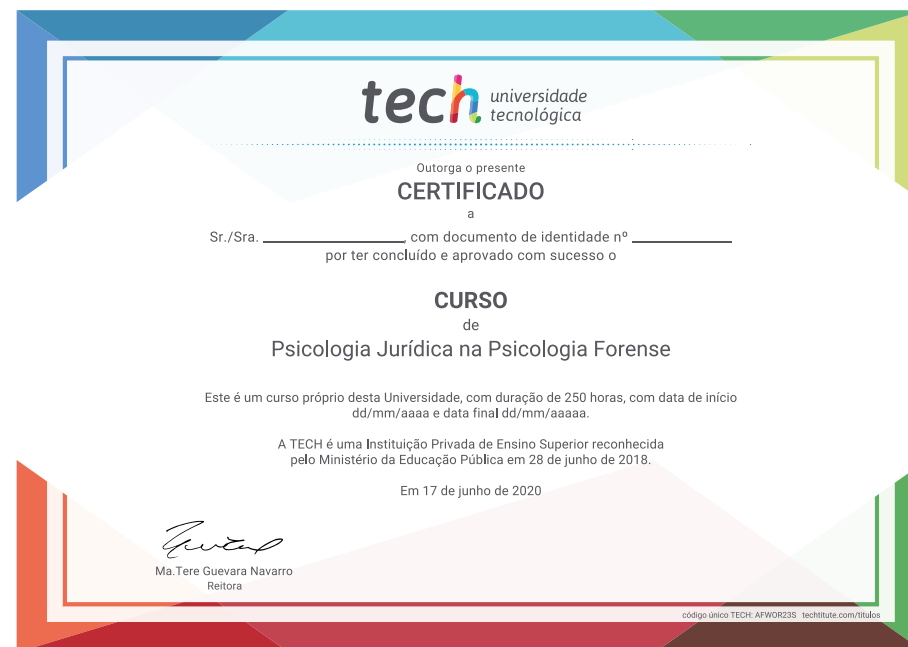 tech universidade
tecnológica
Outorga o presente
CERTIFICADO
a
Sr./Sra. ____________, com documento de identidade nº ____________
por ter concluído e aprovado com sucesso o
CURSO
de
Psicologia Jurídica na Psicologia Forense
Este é um curso próprio desta Universidade, com duração de 250 horas, com data de início
dd/mm/aaaa e data final dd/mm/aaaaa.
A TECH é uma Instituição Privada de Ensino Superior reconhecida
pelo Ministério da Educação Pública em 28 de junho de 2018.
Em 17 de junho de 2020
Ma.Tere Guevara Navarro
Reitora
código único TECH: AFWOR23S techtitute.com/titulos